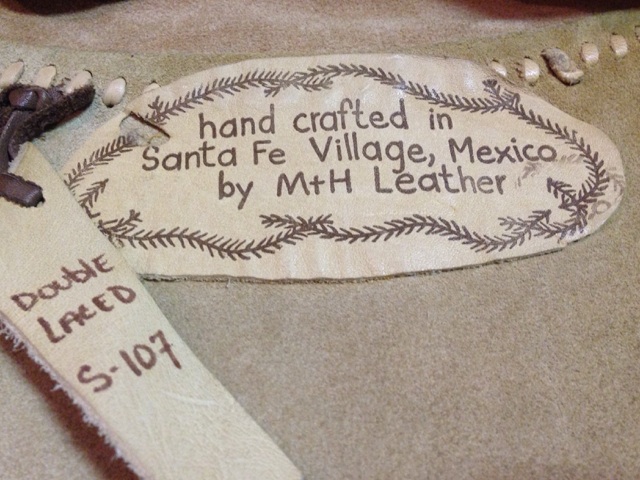 hand crafted in
Santa Fe Village, Mexico
by M+H Leather
DOUBLE
LACED
S-107